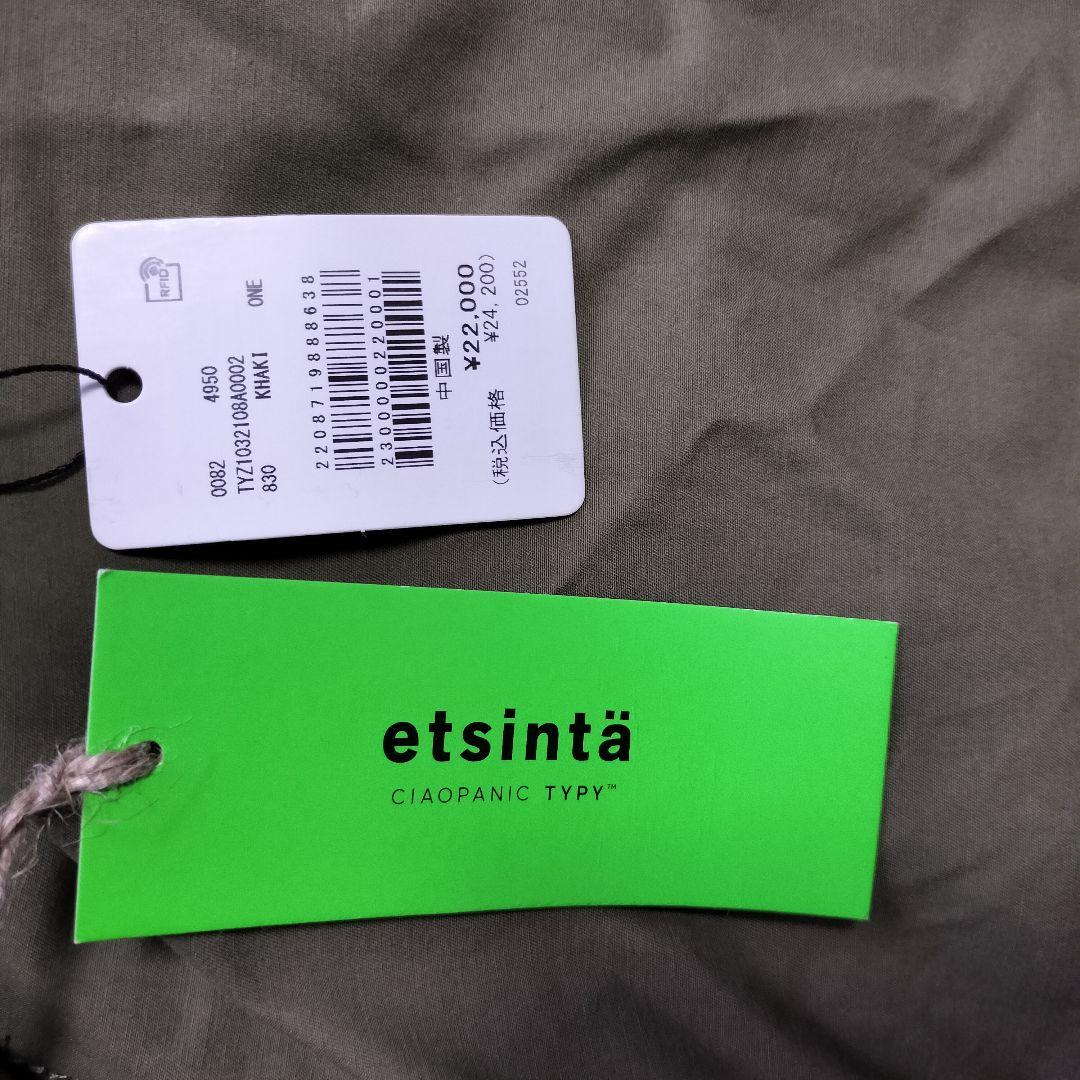 RFID
0082 4950
TYZ1032108A0002
830 KHAKI ONE
2208719888638
2300000220001
中国製
¥22,000
(税込価格 ¥24,200)
02552
etsintä
CIAOPANIC TYPY™